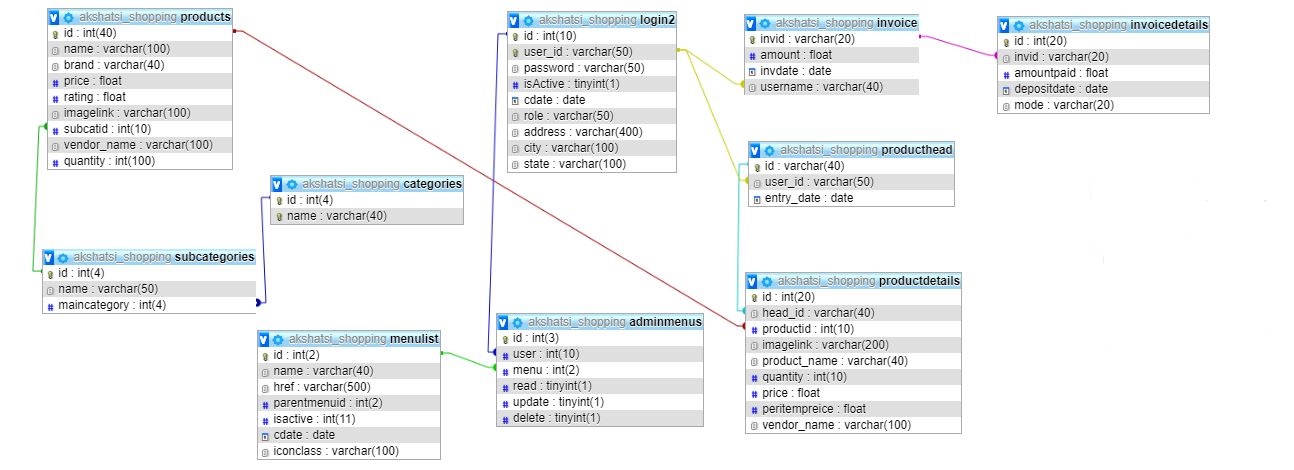 akshatsi_shopping products
id : int(40)
name : varchar(100)
brand : varchar(40)
price : float
rating : float
imagelink : varchar(100)
subcatid : int(10)
vendor_name : varchar(100)
quantity : int(100)
akshatsi_shopping categories
id : int(4)
name : varchar(40)
akshatsi_shopping subcategories
id : int(4)
name : varchar(50)
maincategory : int(4)
akshatsi_shopping menulist
id : int(2)
name : varchar(40)
href : varchar(500)
parentmenuid : int(2)
isactive : int(11)
cdate : date
iconclass : varchar(100)
akshatsi_shopping login2
id : int(10)
user_id : varchar(50)
password : varchar(50)
isActive : tinyint(1)
cdate : date
role : varchar(50)
address : varchar(400)
city : varchar(100)
state : varchar(100)
akshatsi_shopping adminmenus
id : int(3)
user : int(10)
menu : int(2)
read : tinyint(1)
update : tinyint(1)
delete : tinyint(1)
akshatsi_shopping invoice
invid : varchar(20)
amount : float
invdate : date
username : varchar(40)
akshatsi_shopping invoicedetails
id : int(20)
invid : varchar(20)
amountpaid : float
depositdate : date
mode : varchar(20)
akshatsi_shopping producthead
id : varchar(40)
user_id : varchar(50)
entry_date : date
akshatsi_shopping productdetails
id : int(20)
head_id : varchar(40)
productid : int(10)
imagelink : varchar(200)
product_name : varchar(40)
quantity : int(10)
price : float
peritempreice : float
vendor_name : varchar(100)